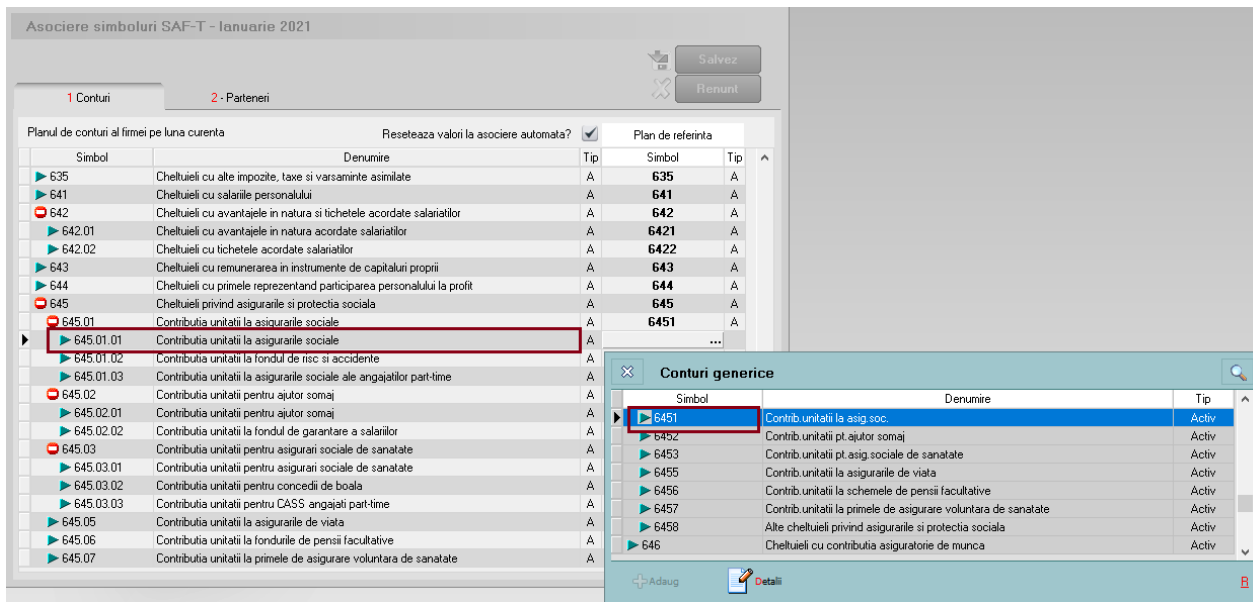 Asociere simboluri SAF-T - Ianuarie 2021
Salvez
Renunt
1 Conturi
2 - Parteneri
Planul de conturi al firmei pe luna curenta Reseteaza valori la asociere automata? Plan de referinta
Simbol Denumire Tip Simbol Tip
635 Cheltuieli cu alte impozite, taxe si varsaminte asimilate A 635 A
641 Cheltuieli cu salariile personalului A 641 A
642 Cheltuieli cu avantajele in natura si tichetele acordate salariatilor A 642 A
642.01 Cheltuieli cu avantajele in natura acordate salariatilor A 6421 A
642.02 Cheltuieli cu tichetele acordate salariatilor A 6422 A
643 Cheltuieli cu remunerarea in instrumente de capitaluri proprii A 643 A
644 Cheltuieli cu primele reprezentand participarea personalului la profit A 644 A
645 Cheltuieli privind asigurarile si protectia sociala A 645 A
645.01 Contributia unitatii la asigurarile sociale A 6451 A
645.01.01 Contributia unitatii la asigurarile sociale A ...
645.01.02 Contributia unitatii la fondul de risc si accidente
645.01.03 Contributia unitatii la asigurarile sociale ale angajatilor part-time A
645.02 Contributia unitatii pentru ajutor somaj A
645.02.01 Contributia unitatii pentru ajutor somaj A
645.02.02 Contributia unitatii la fondul de garantare a salariilor A
645.03 Contributia unitatii pentru asigurari sociale de sanatate A
645.03.01 Contributia unitatii pentru asigurari sociale de sanatate A
645.03.02 Contributia unitatii pentru concedii de boala A
645.03.03 Contributia unitatii pentru CASS angajati part-time A
645.05 Contributia unitatii la asigurarile de viata A
645.06 Contributia unitatii la fondurile de pensii facultative A
645.07 Contributia unitatii la primele de asigurare voluntara de sanatate A
Conturi generice
Simbol Denumire Tip
6451 Contrib.unitatii la asig.soc. Activ
6452 Contrib.unitatii pt.ajutor somaj Activ
6453 Contrib.unitatii pt.asig.sociale de sanatate Activ
6455 Contrib.unitatii la asigurarile de viata Activ
6456 Contrib.unitatii la schemele de pensii facultative Activ
6457 Contrib.unitatii la primele de asigurare voluntara de sanatate Activ
6458 Alte cheltuieli privind asigurarile si protectia sociala Activ
646 Cheltuieli cu contributia asiguratorie de munca Activ
Adaug Detalii R